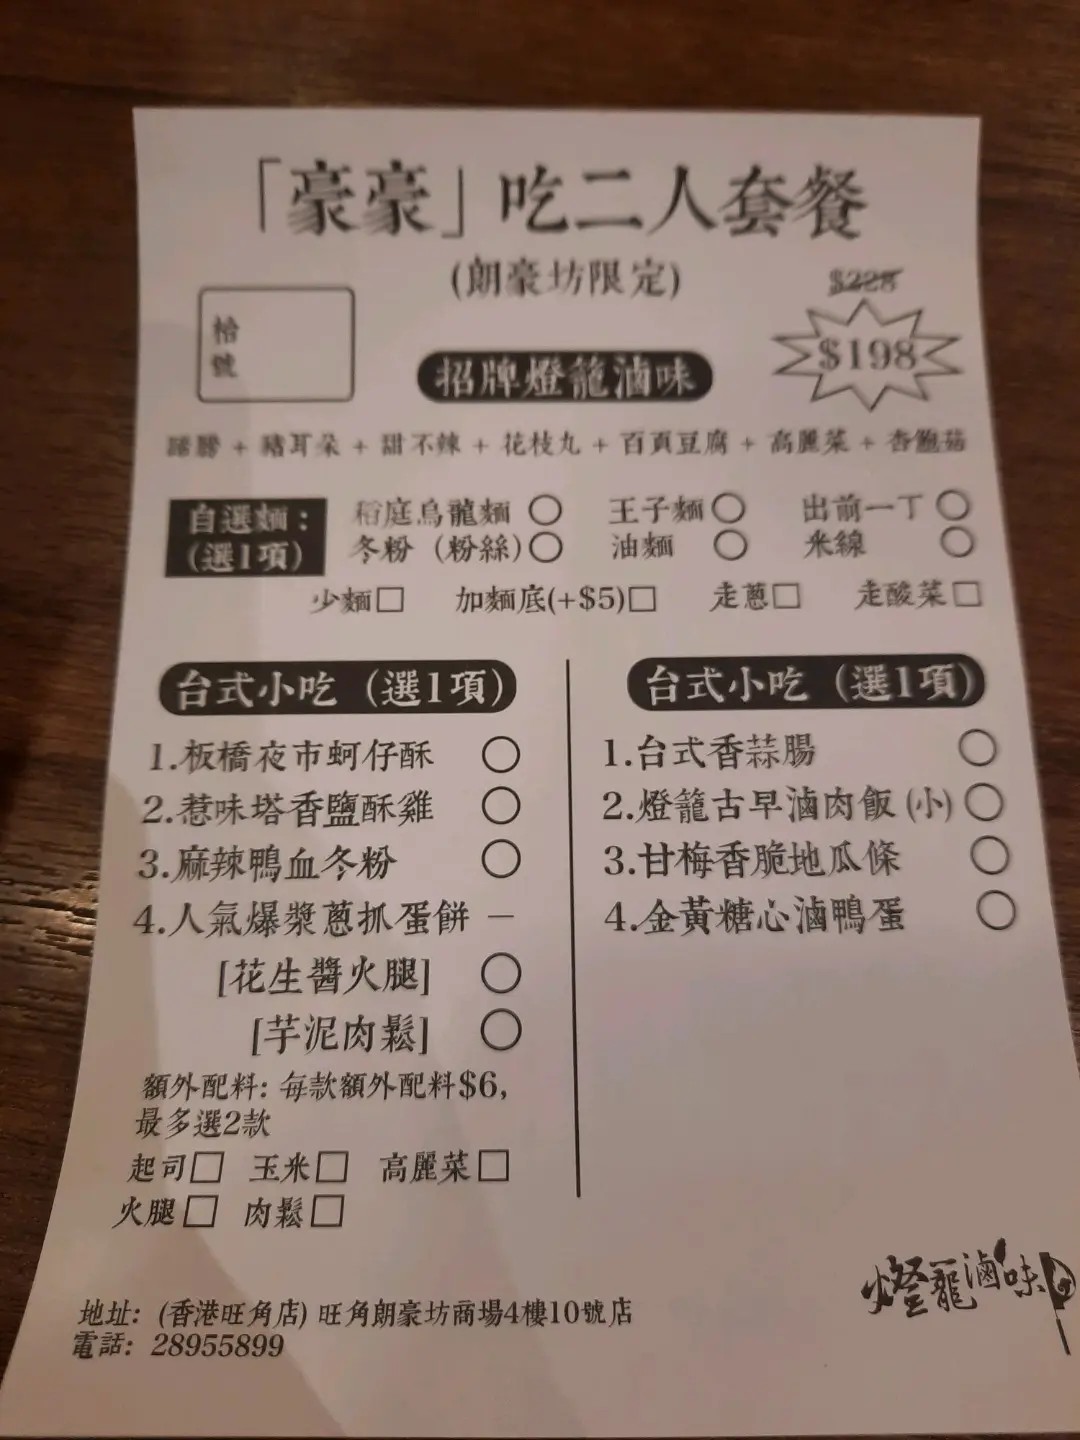 「豪豪」吃二人套餐
(朗豪坊限定)
$228
$198
枱號
招牌燈籠滷味
蹄膀 + 豬耳朵 + 甜不辣 + 花枝丸 + 百頁豆腐 + 高麗菜 + 杏鮑菇
自選麵：
(選1項)
稻庭烏龍麵 王子麵 出前一丁
冬粉 (粉絲) 油麵 米線
少麵 加麵底(+$5) 走蔥 走酸菜
台式小吃 (選1項)
1.板橋夜市蚵仔酥
2.惹味塔香鹽酥雞
3.麻辣鴨血冬粉
4.人氣爆漿蔥抓蛋餅 –
[花生醬火腿]
[芋泥肉鬆]
額外配料: 每款額外配料$6,
最多選2款
起司 玉米 高麗菜
火腿 肉鬆
台式小吃 (選1項)
1.台式香蒜腸
2.燈籠古早滷肉飯 (小)
3.甘梅香脆地瓜條
4.金黃糖心滷鴨蛋
地址: (香港旺角店) 旺角朗豪坊商場4樓10號店
電話: 28955899
燈籠滷味